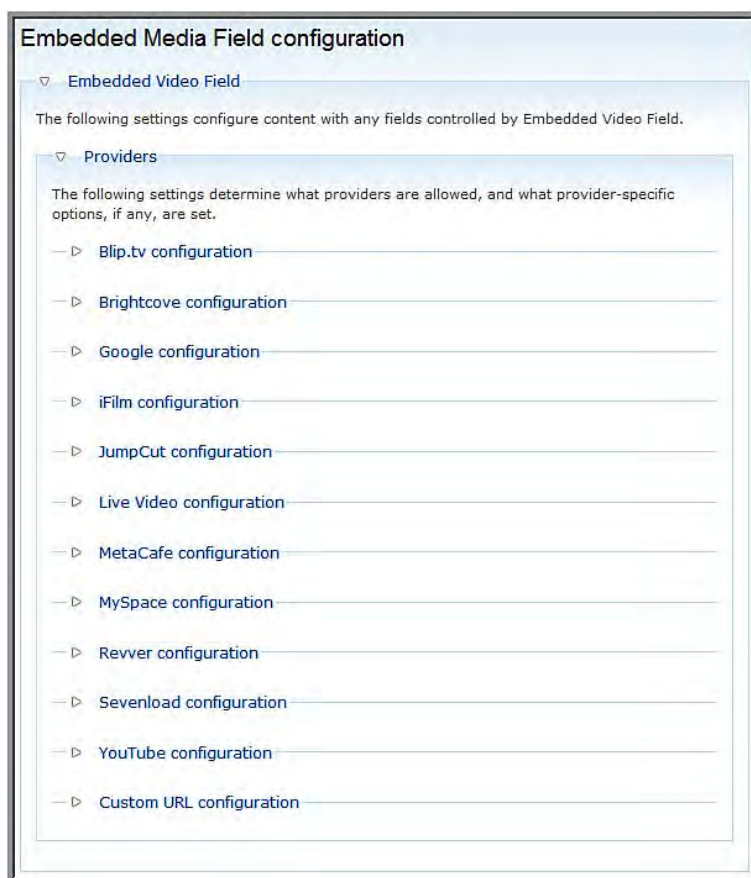 Embedded Media Field configuration
Embedded Video Field
The following settings configure content with any fields controlled by Embedded Video Field.
Providers
The following settings determine what providers are allowed, and what provider-specific
options, if any, are set.
Blip.tv configuration
Brightcove configuration
Google configuration
iFilm configuration
JumpCut configuration
Live Video configuration
MetaCafe configuration
MySpace configuration
Revver configuration
Sevenload configuration
YouTube configuration
Custom URL configuration